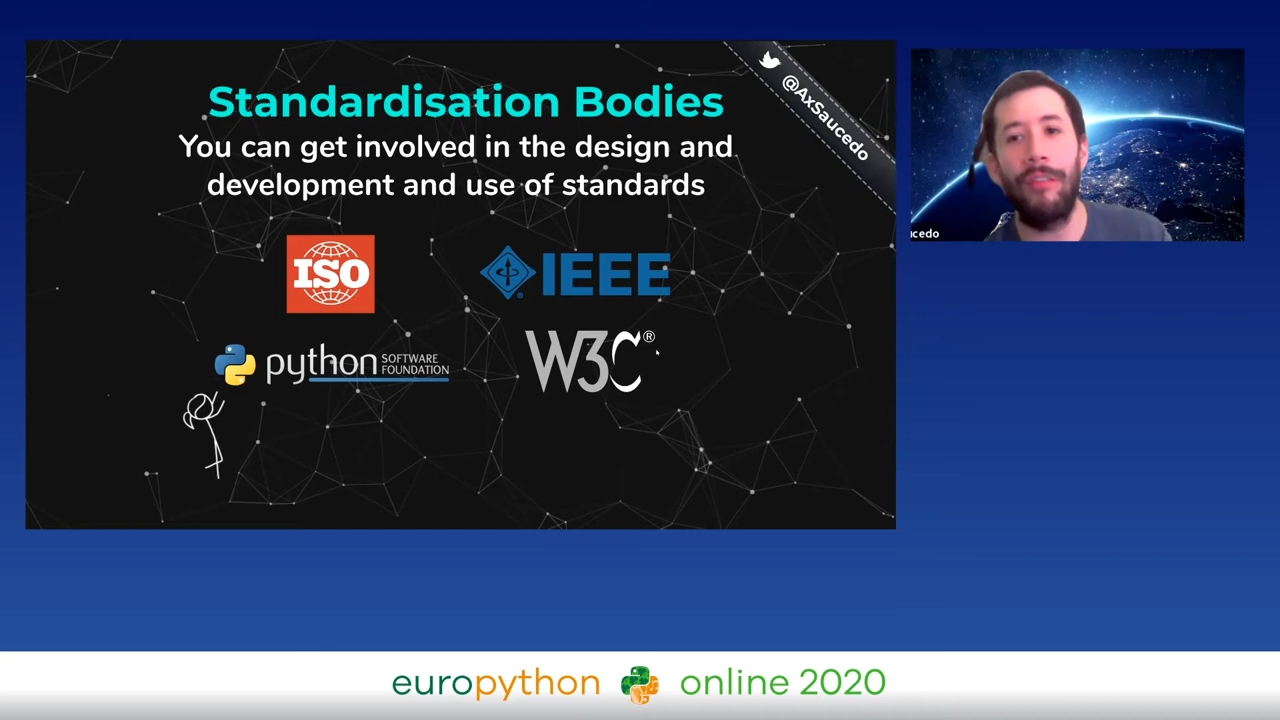 Standardisation Bodies
You can get involved in the design and
development and use of standards
@AxSaucedo
ISO
IEEE
python SOFTWARE
FOUNDATION
W3C®
ucedo
europython online 2020